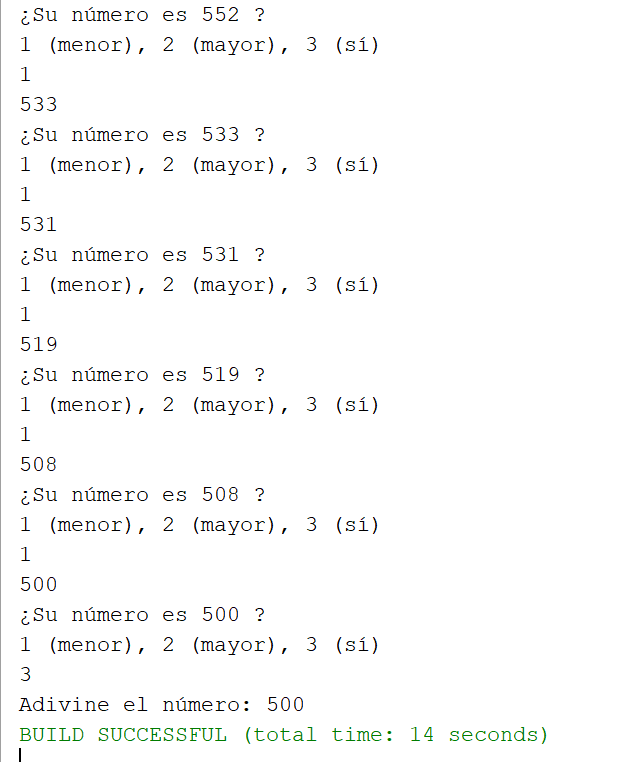 ¿Su número es 552 ?
1 (menor), 2 (mayor), 3 (sí)
1
533
¿Su número es 533 ?
1 (menor), 2 (mayor), 3 (sí)
1
531
¿Su número es 531 ?
1 (menor), 2 (mayor), 3 (sí)
1
519
¿Su número es 519 ?
1 (menor), 2 (mayor), 3 (sí)
1
508
¿Su número es 508 ?
1 (menor), 2 (mayor), 3 (sí)
1
500
¿Su número es 500 ?
1 (menor), 2 (mayor), 3 (sí)
3
Adivine el número: 500
BUILD SUCCESSFUL (total time: 14 seconds)